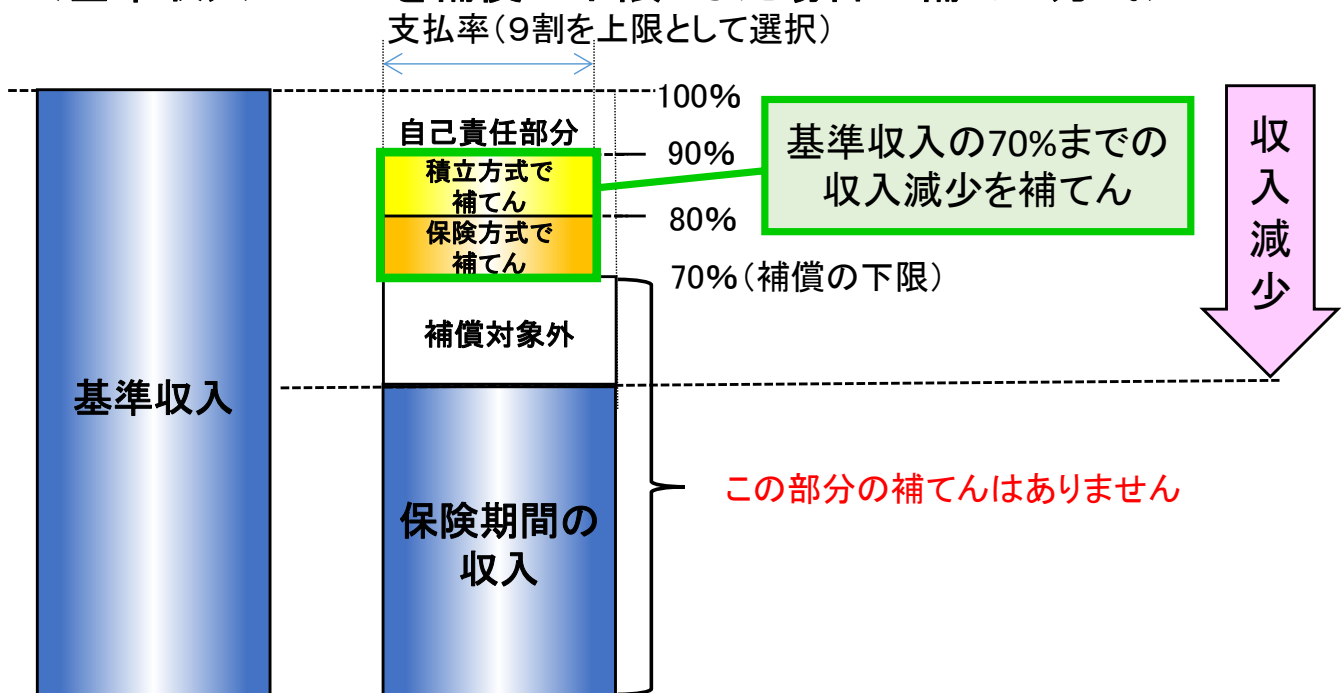 支払率(9割を上限として選択)
100%
自己責任部分
90%
積立方式で
補てん
80%
保険方式で
補てん
70%(補償の下限)
基準収入の70%までの
収入減少を補てん
収入減少
補償対象外
基準収入
保険期間の
収入
この部分の補てんはありません